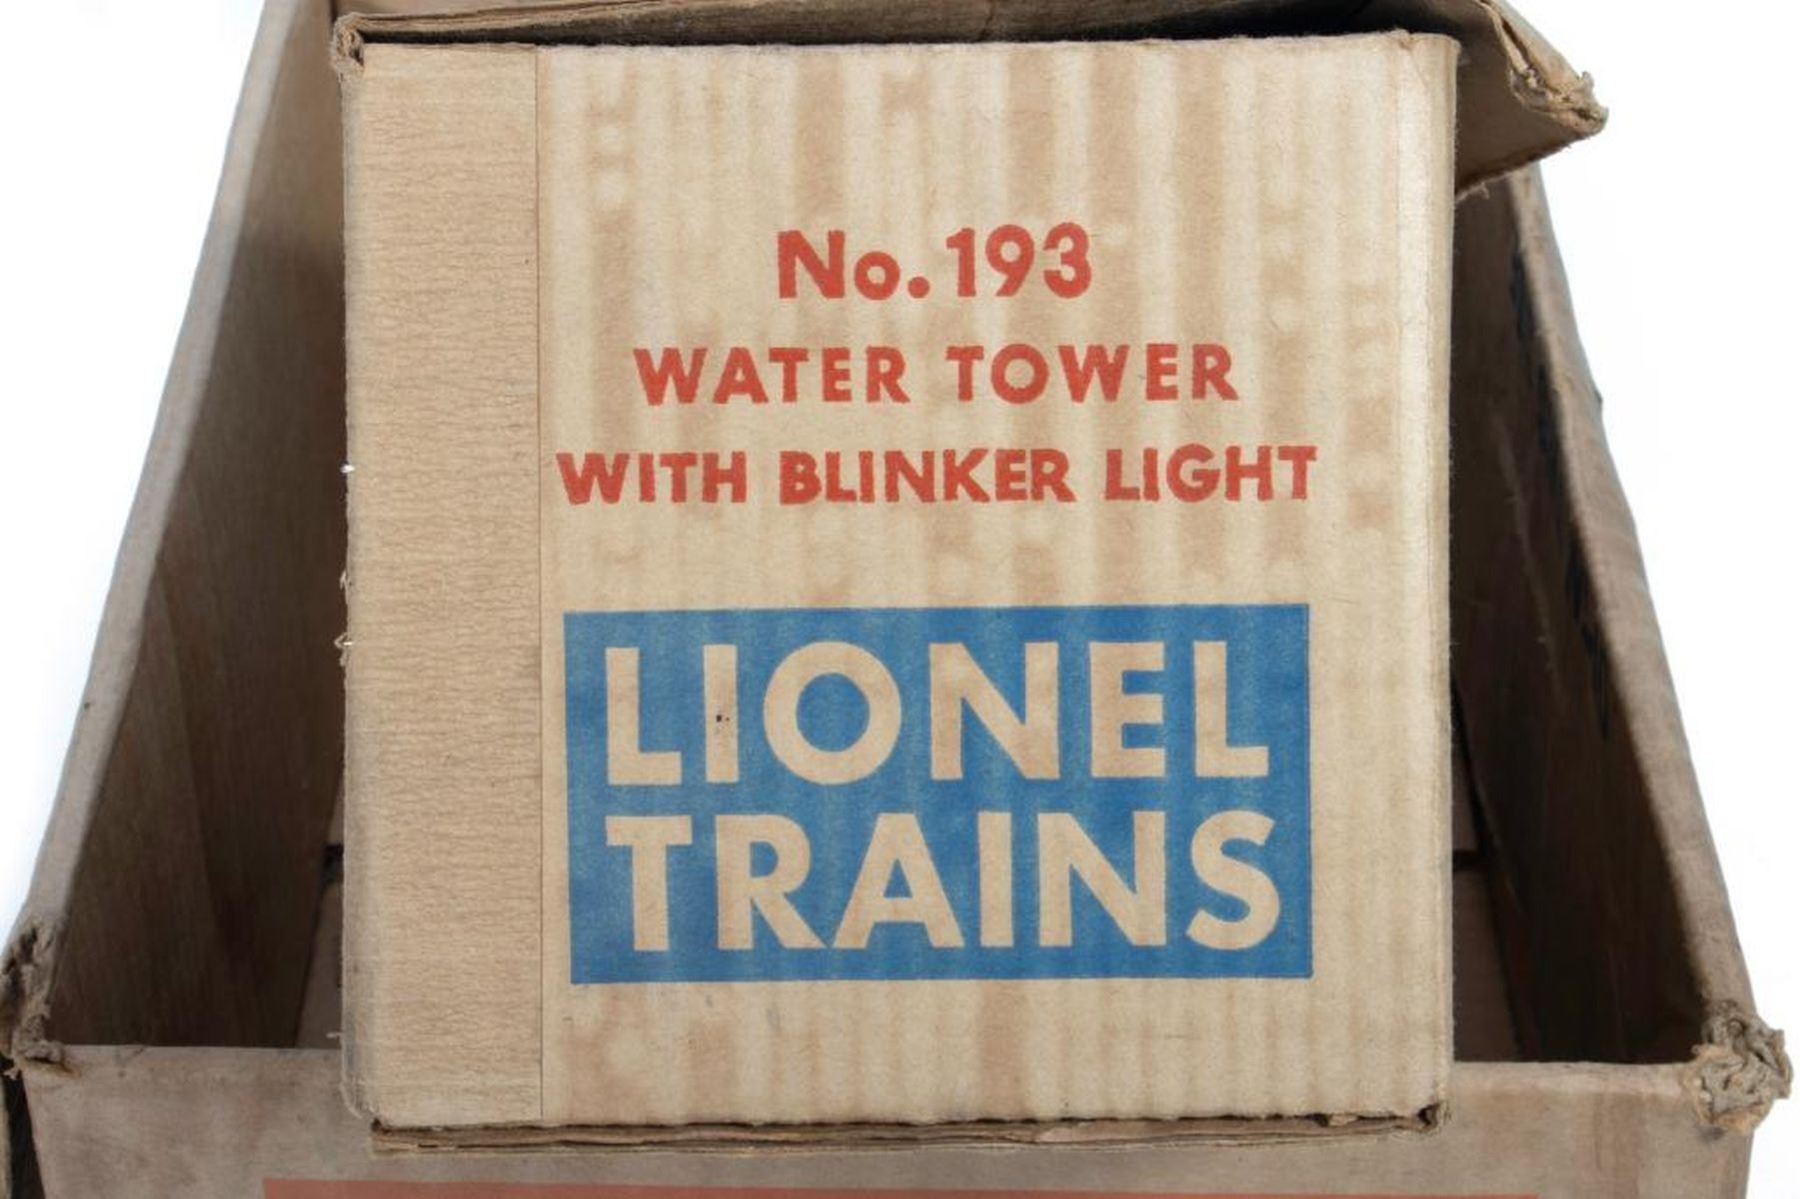 No. 193
WATER TOWER
WITH BLINKER LIGHT
LIONEL
TRAINS